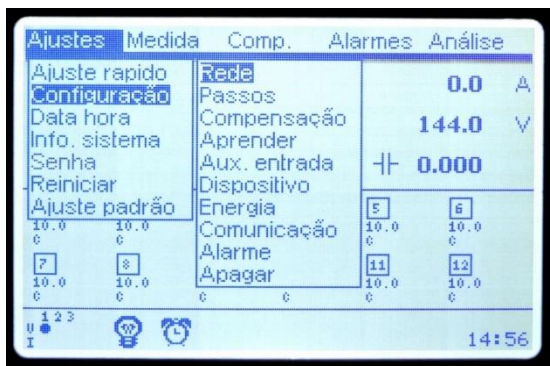 Ajustes Medida Comp. Alarmes Análise
Ajuste rapido
Configuração
Data hora
Info. sistema
Senha
Reiniciar
Ajuste padrão
Rede
Passos
Compensação
Aprender
Aux. entrada
Dispositivo
Energia
Comunicação
Alarme
Apagar
0.0 A
144.0 V
0.000
5 6
10.0 10.0 10.0 10.0
C C C C
7 8 11 12
10.0 10.0 10.0 10.0
C C C C C C
1 2 3
U
I
14:56